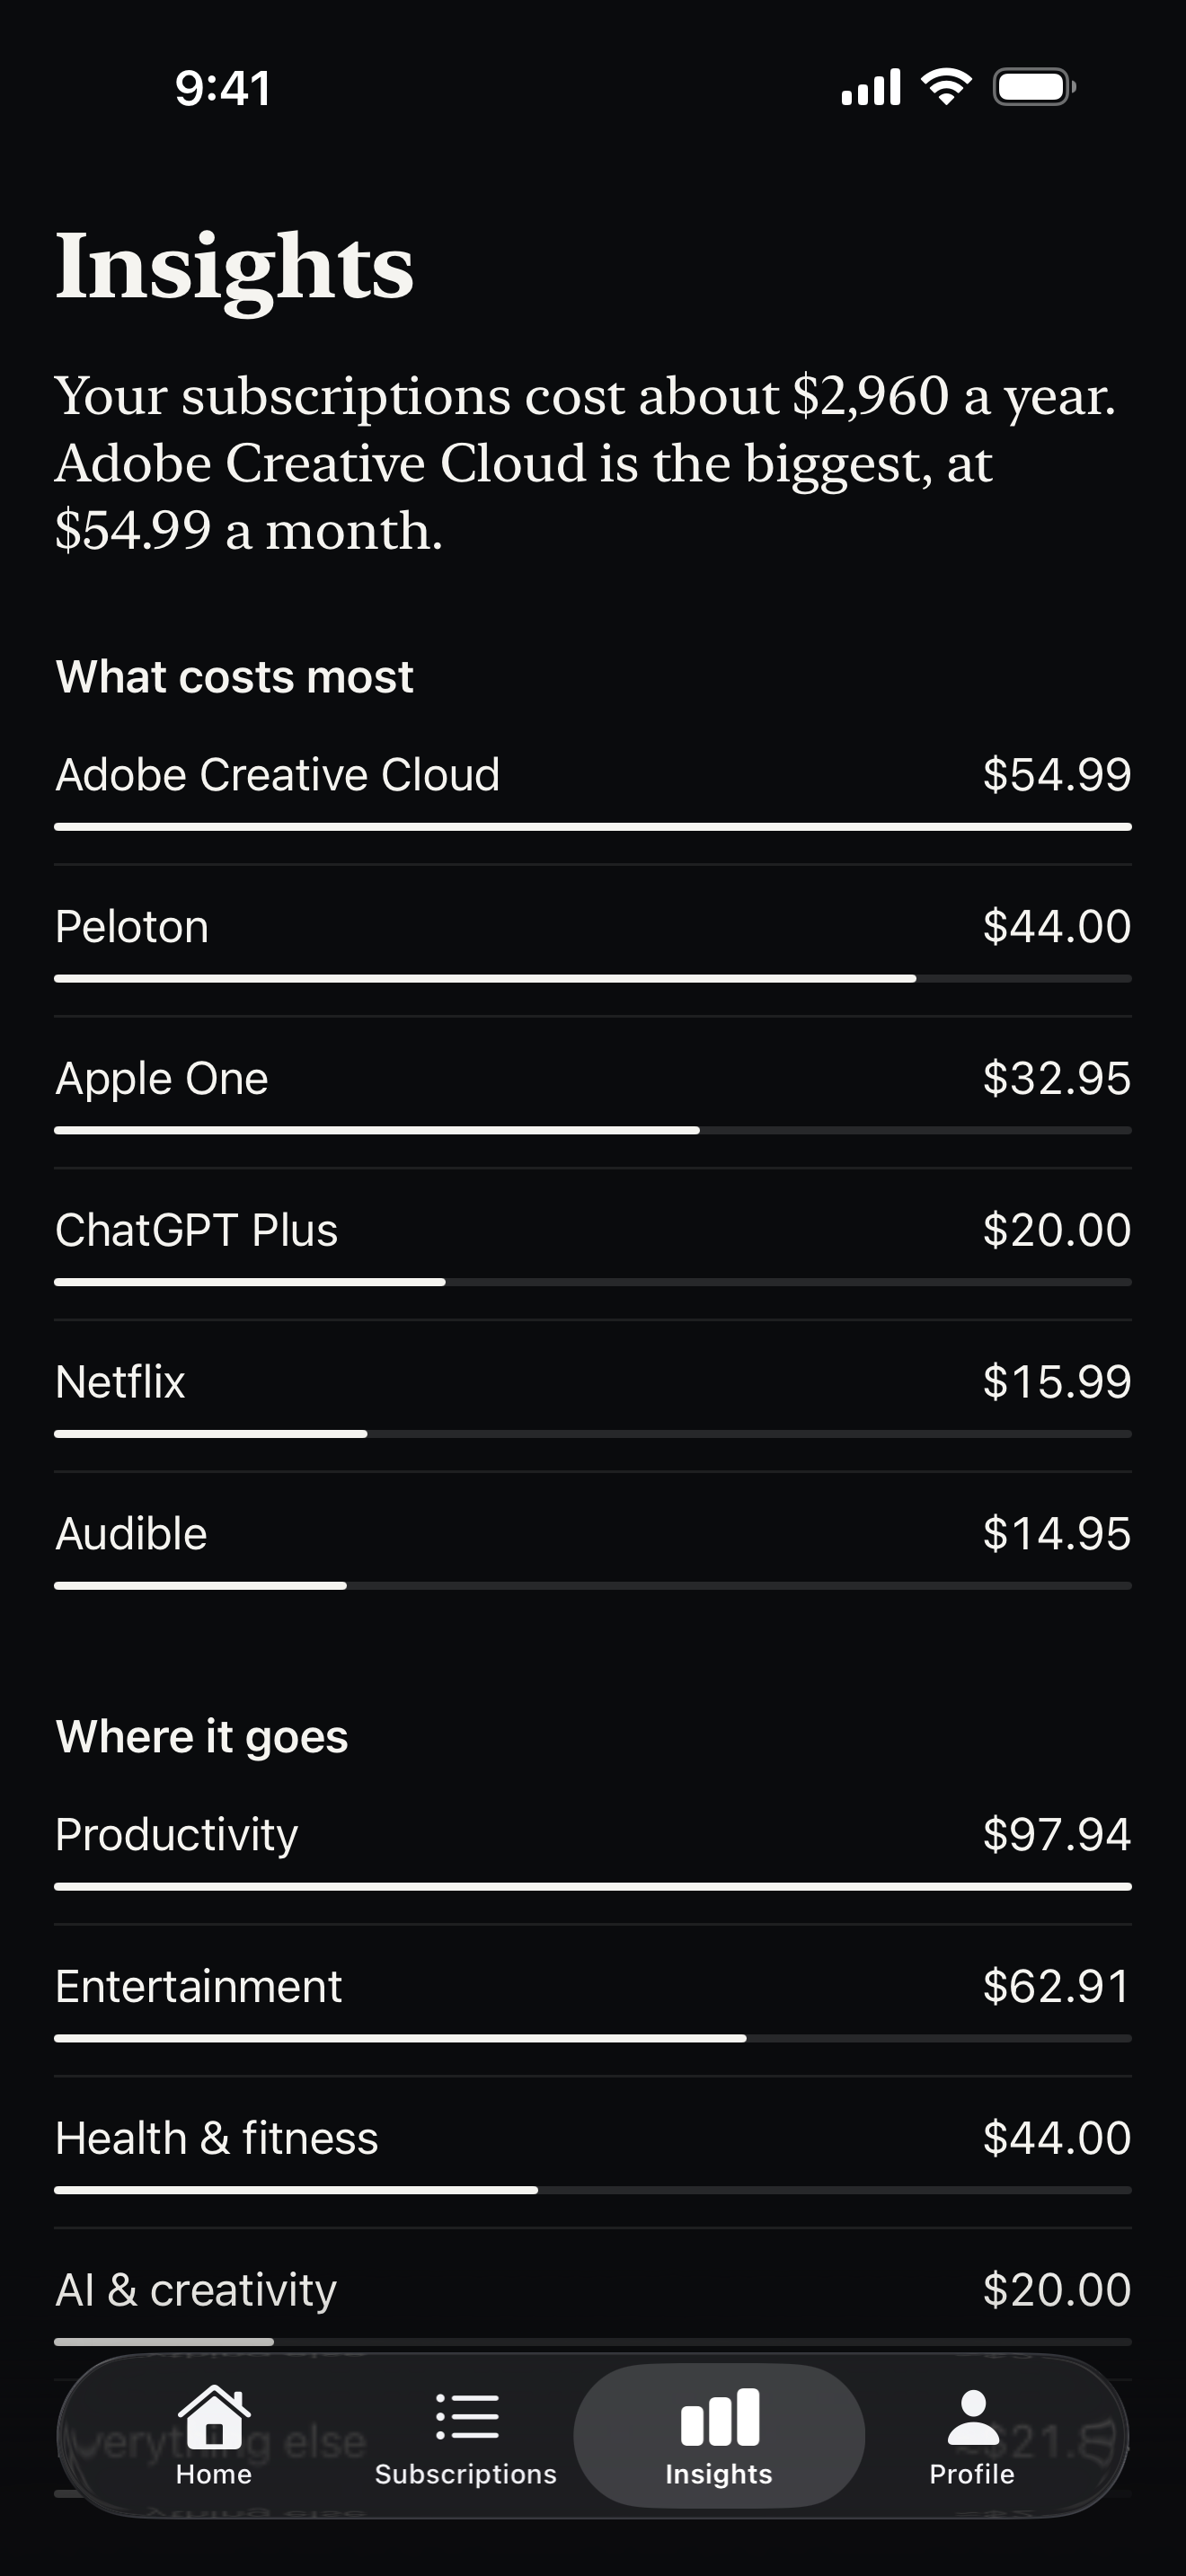 9:41
Insights
Your subscriptions cost about $2,960 a year.
Adobe Creative Cloud is the biggest, at
$54.99 a month.
What costs most
Adobe Creative Cloud $54.99
Peloton $44.00
Apple One $32.95
ChatGPT Plus $20.00
Netflix $15.99
Audible $14.95
Where it goes
Productivity $97.94
Entertainment $62.91
Health & fitness $44.00
AI & creativity $20.00
else
Home Subscriptions Insights Profile